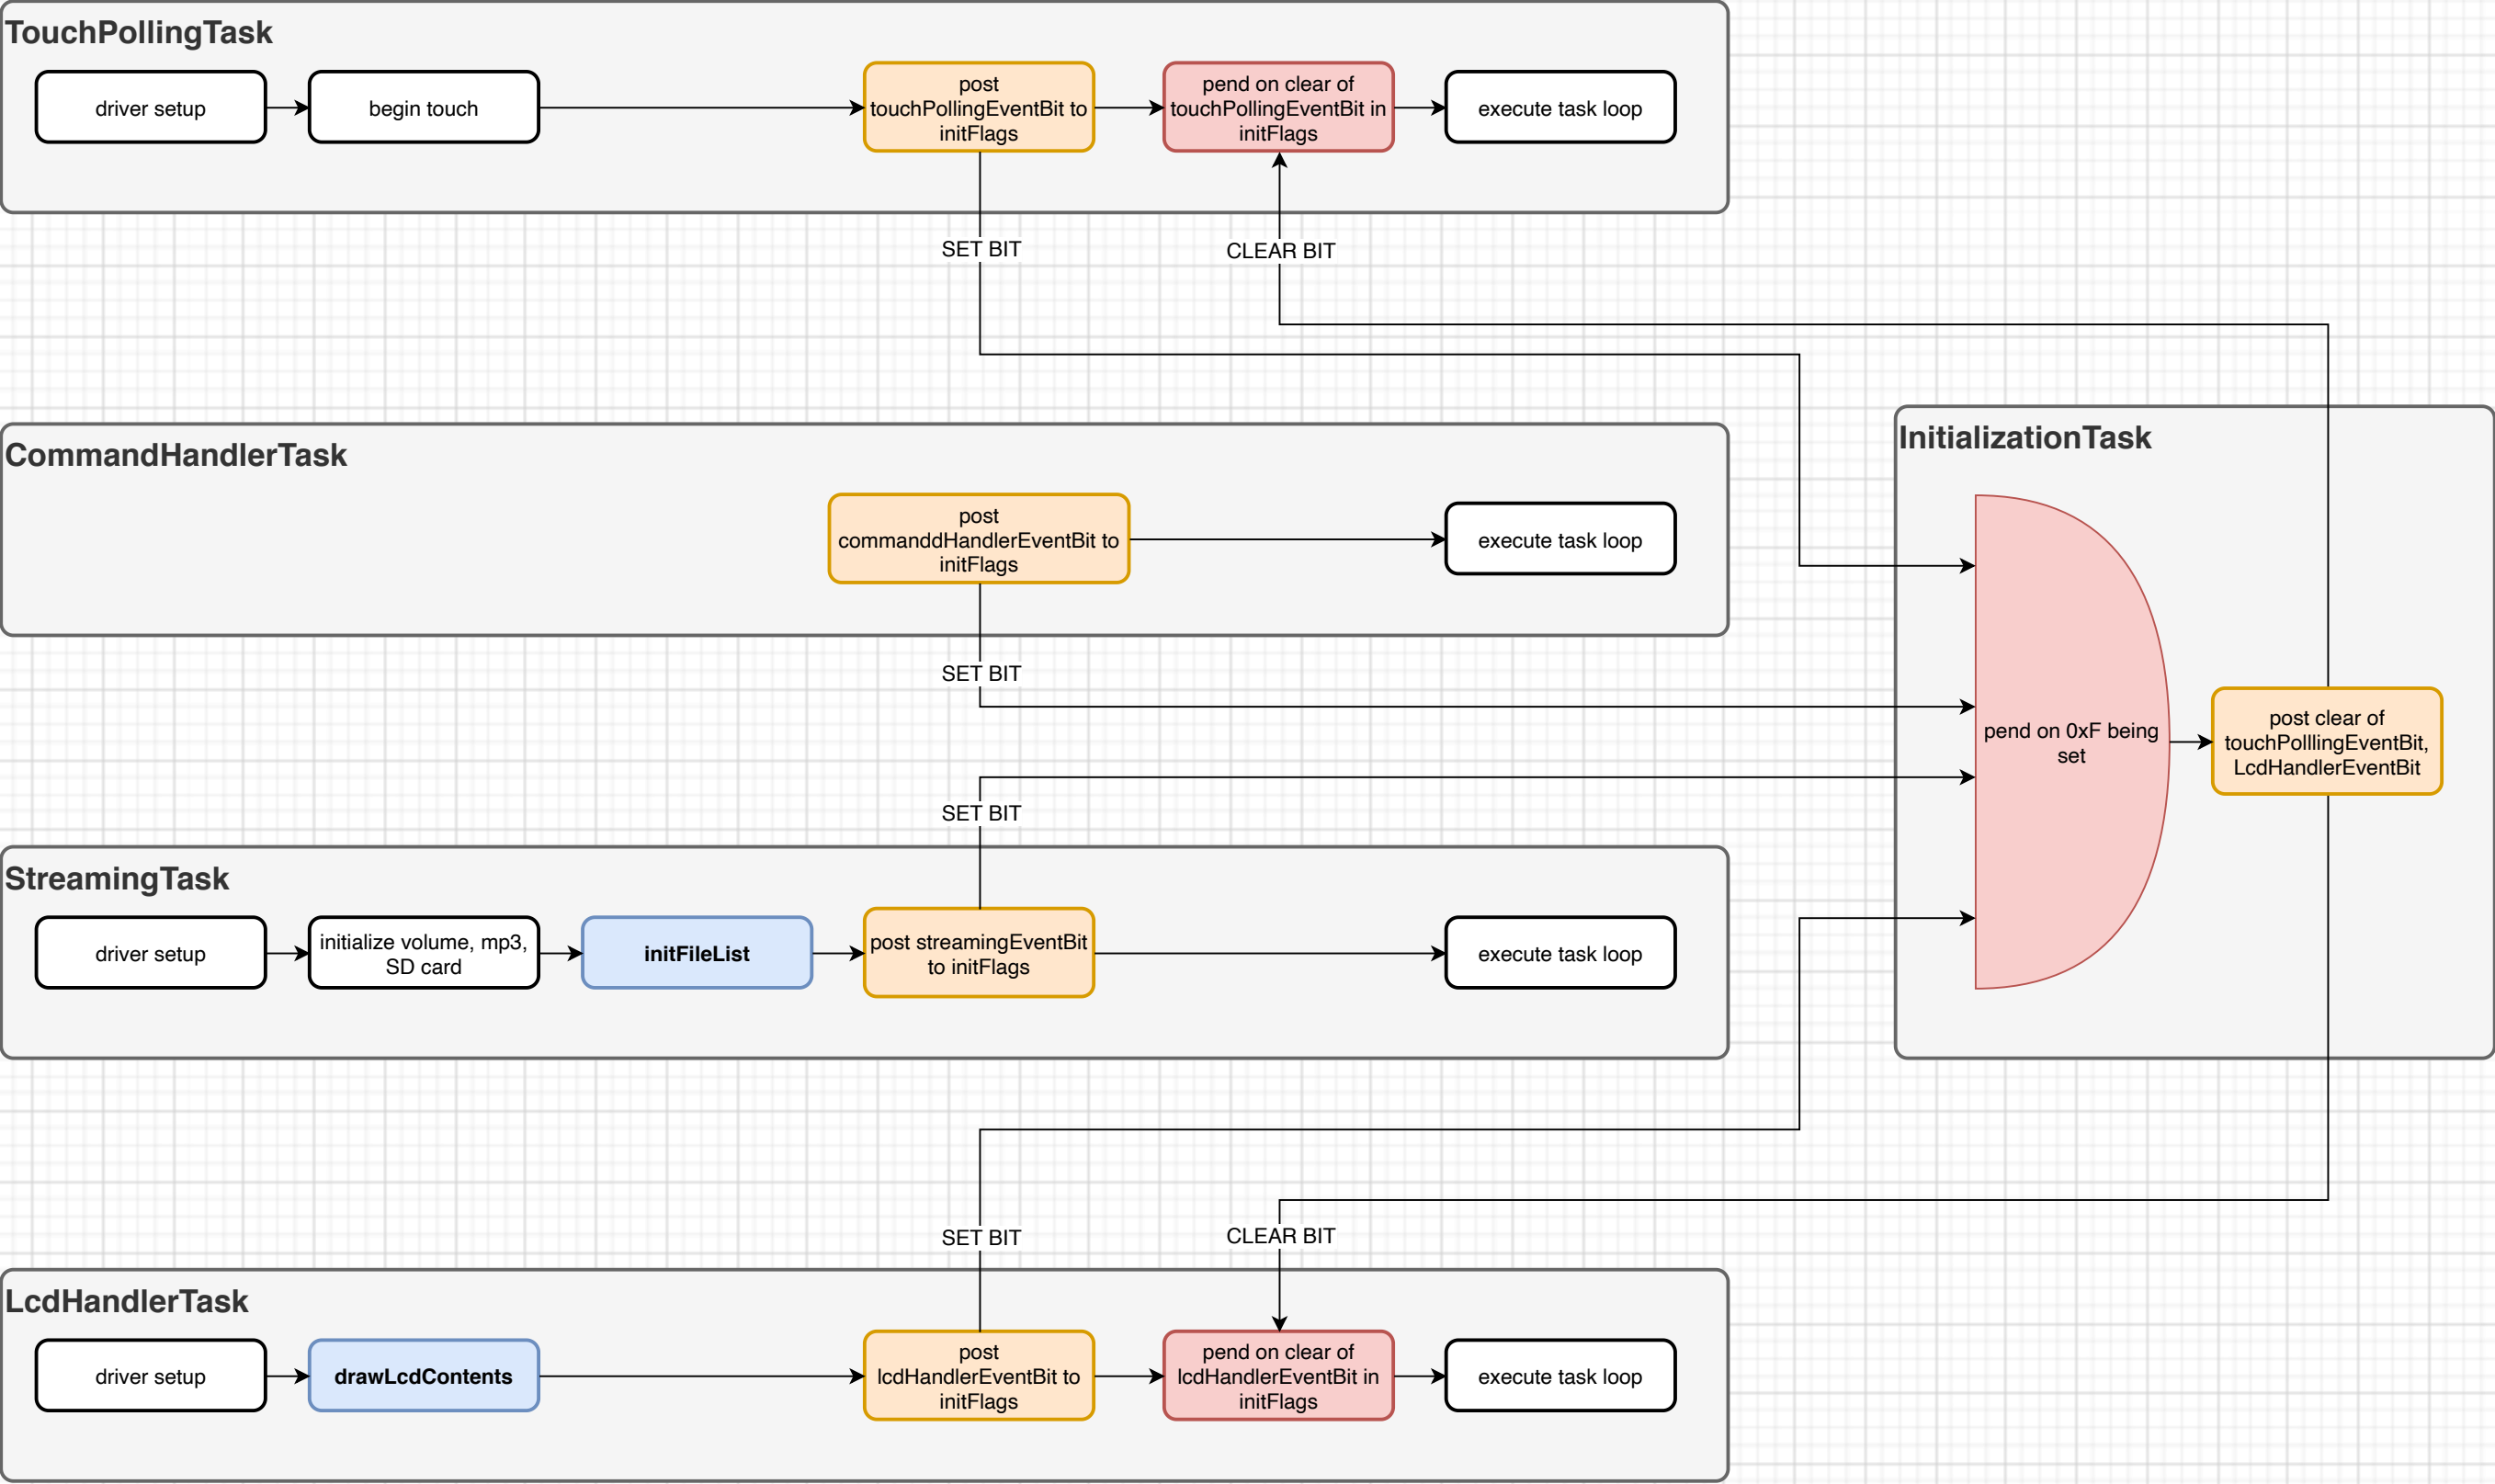 TouchPollingTask
driver setup
begin touch
post
touchPollingEventBit to
initFlags
pend on clear of
touchPollingEventBit in
initFlags
execute task loop
SET BIT
CLEAR BIT
CommandHandlerTask
post
commanddHandlerEventBit to
initFlags
execute task loop
SET BIT
InitializationTask
pend on 0xF being
set
post clear of
touchPolllingEventBit,
LcdHandlerEventBit
SET BIT
StreamingTask
driver setup
initialize volume, mp3,
SD card
initFileList
post streamingEventBit
to initFlags
execute task loop
SET BIT
CLEAR BIT
LcdHandlerTask
driver setup
drawLcdContents
post
lcdHandlerEventBit to
initFlags
pend on clear of
lcdHandlerEventBit in
initFlags
execute task loop